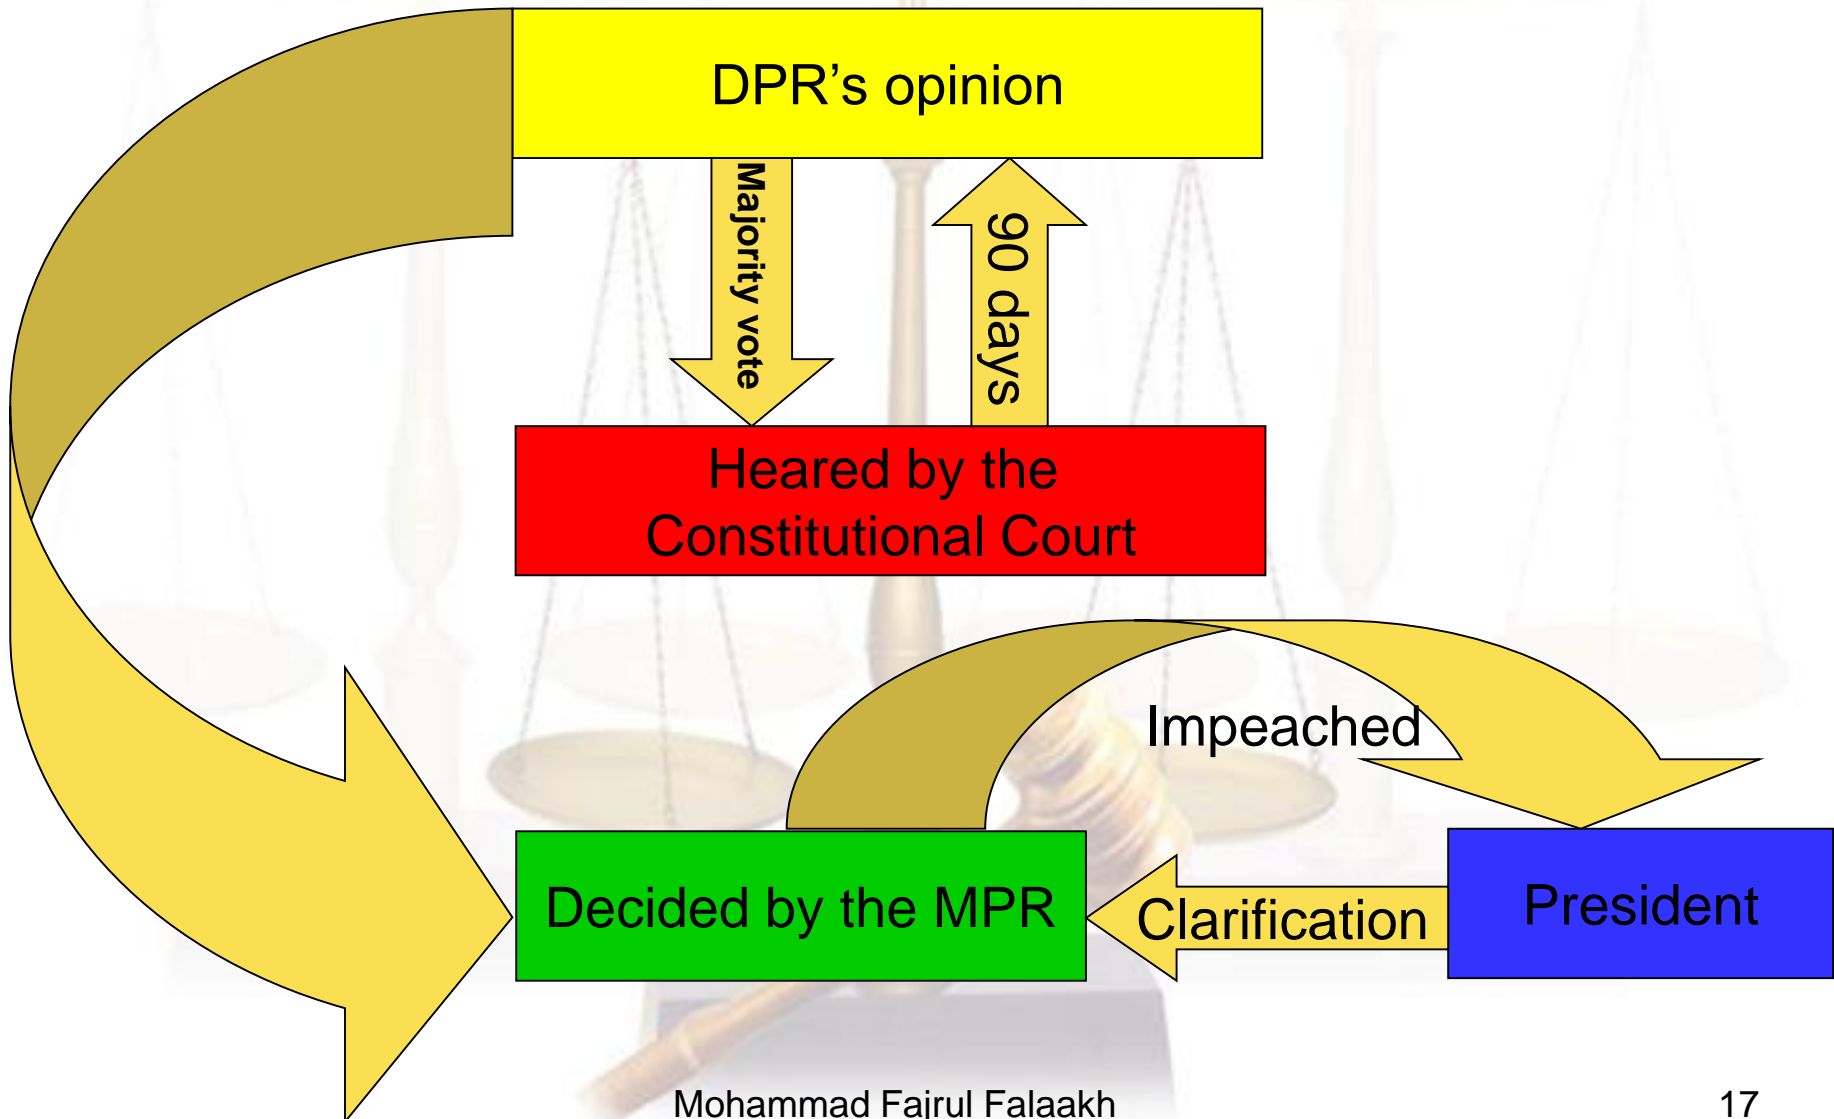 DPR’s opinion
Majority vote
90 days
Heared by the
Constitutional Court
Impeached
Decided by the MPR
Clarification
President
Mohammad Fajrul Falaakh
17